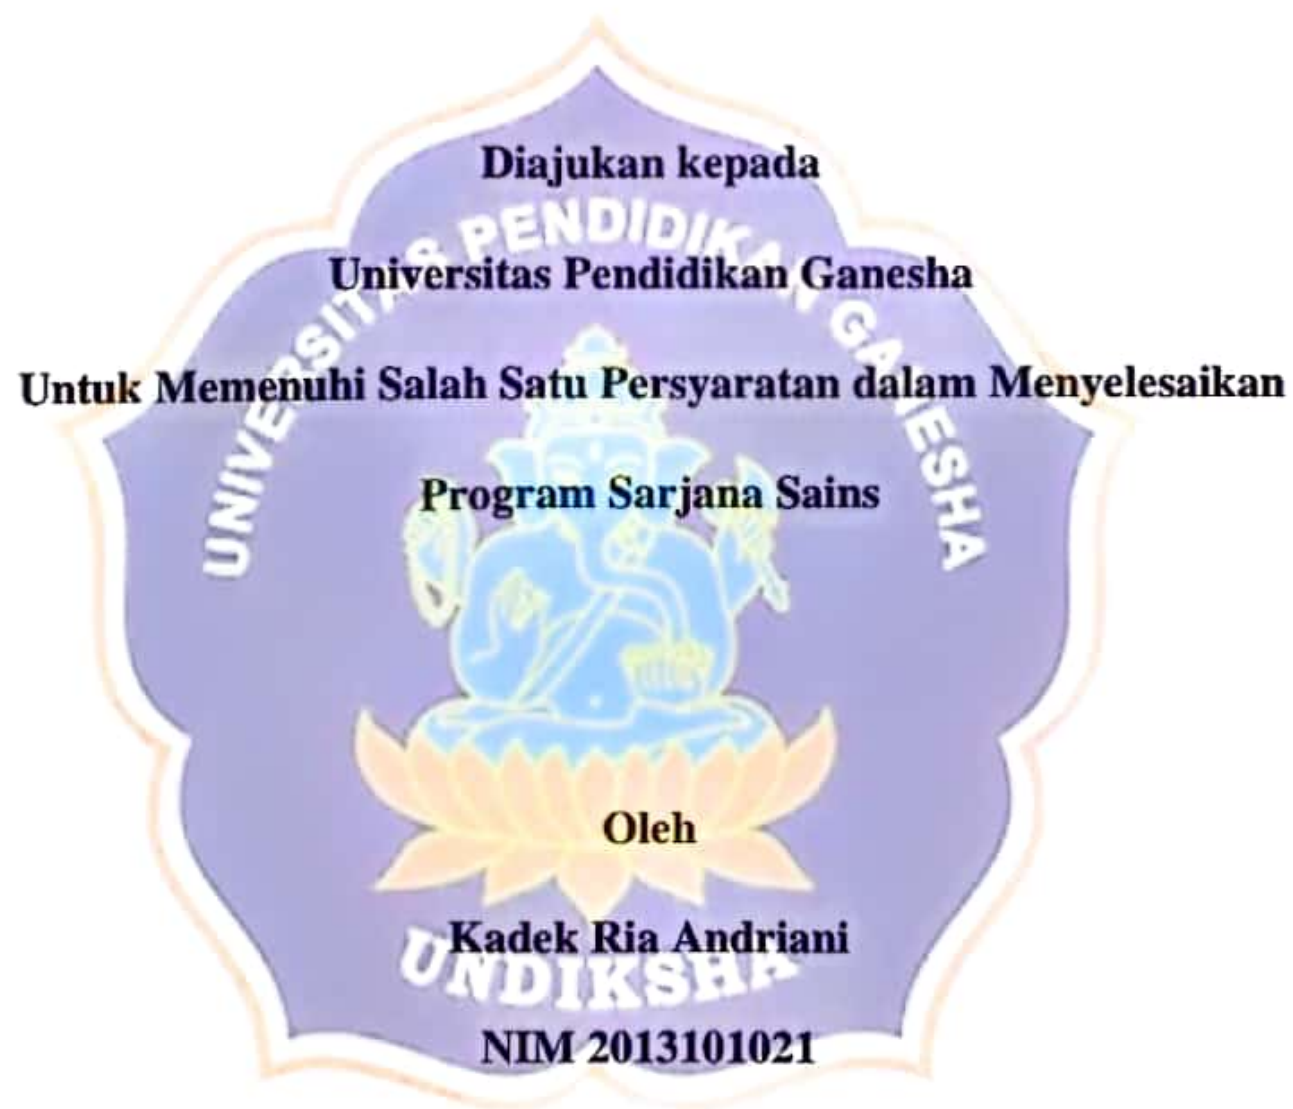 Diajukan kepada
UNIVERSITAS PENDIDIKAN GANESHA
Universitas Pendidikan Ganesha
Untuk Memenuhi Salah Satu Persyaratan dalam Menyelesaikan
Program Sarjana Sains
Oleh
Kadek Ria Andriani
UNDIKSHA
NIM 2013101021